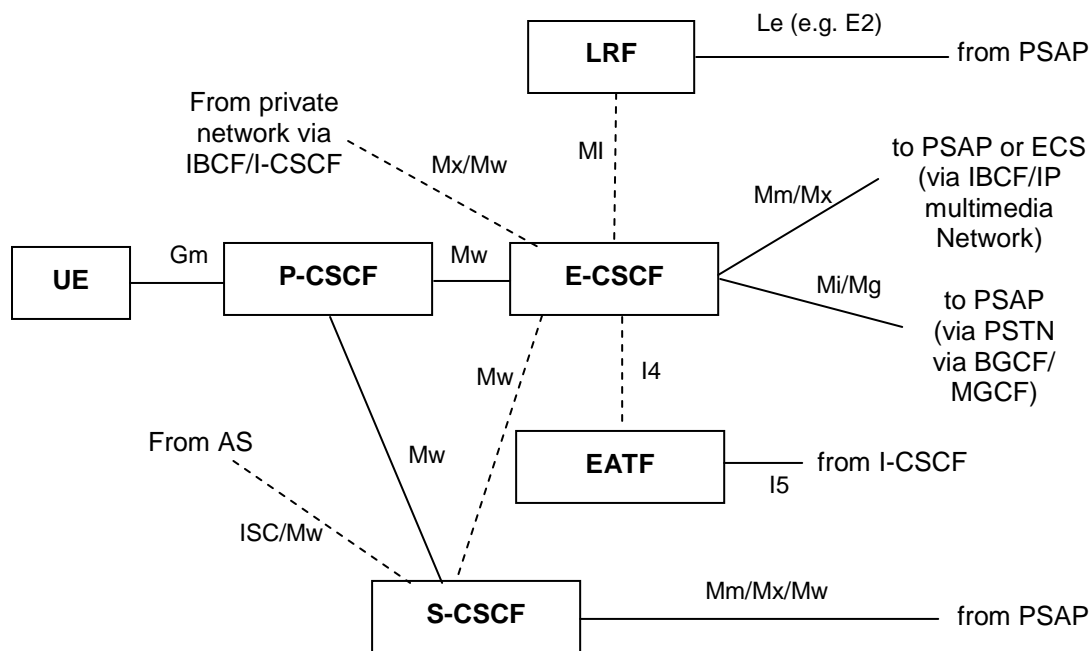 Le (e.g. E2)
LRF
from PSAP
From private
network via
IBCF/I-CSCF
Ml
Mx/Mw
to PSAP or ECS
(via IBCF/IP
multimedia
Network)
Mm/Mx
UE
Gm
P-CSCF
Mw
E-CSCF
Mi/Mg
to PSAP
(via PSTN
via BGCF/
MGCF)
Mw
I4
From AS
Mw
EATF
from I-CSCF
I5
ISC/Mw
S-CSCF
Mm/Mx/Mw
from PSAP